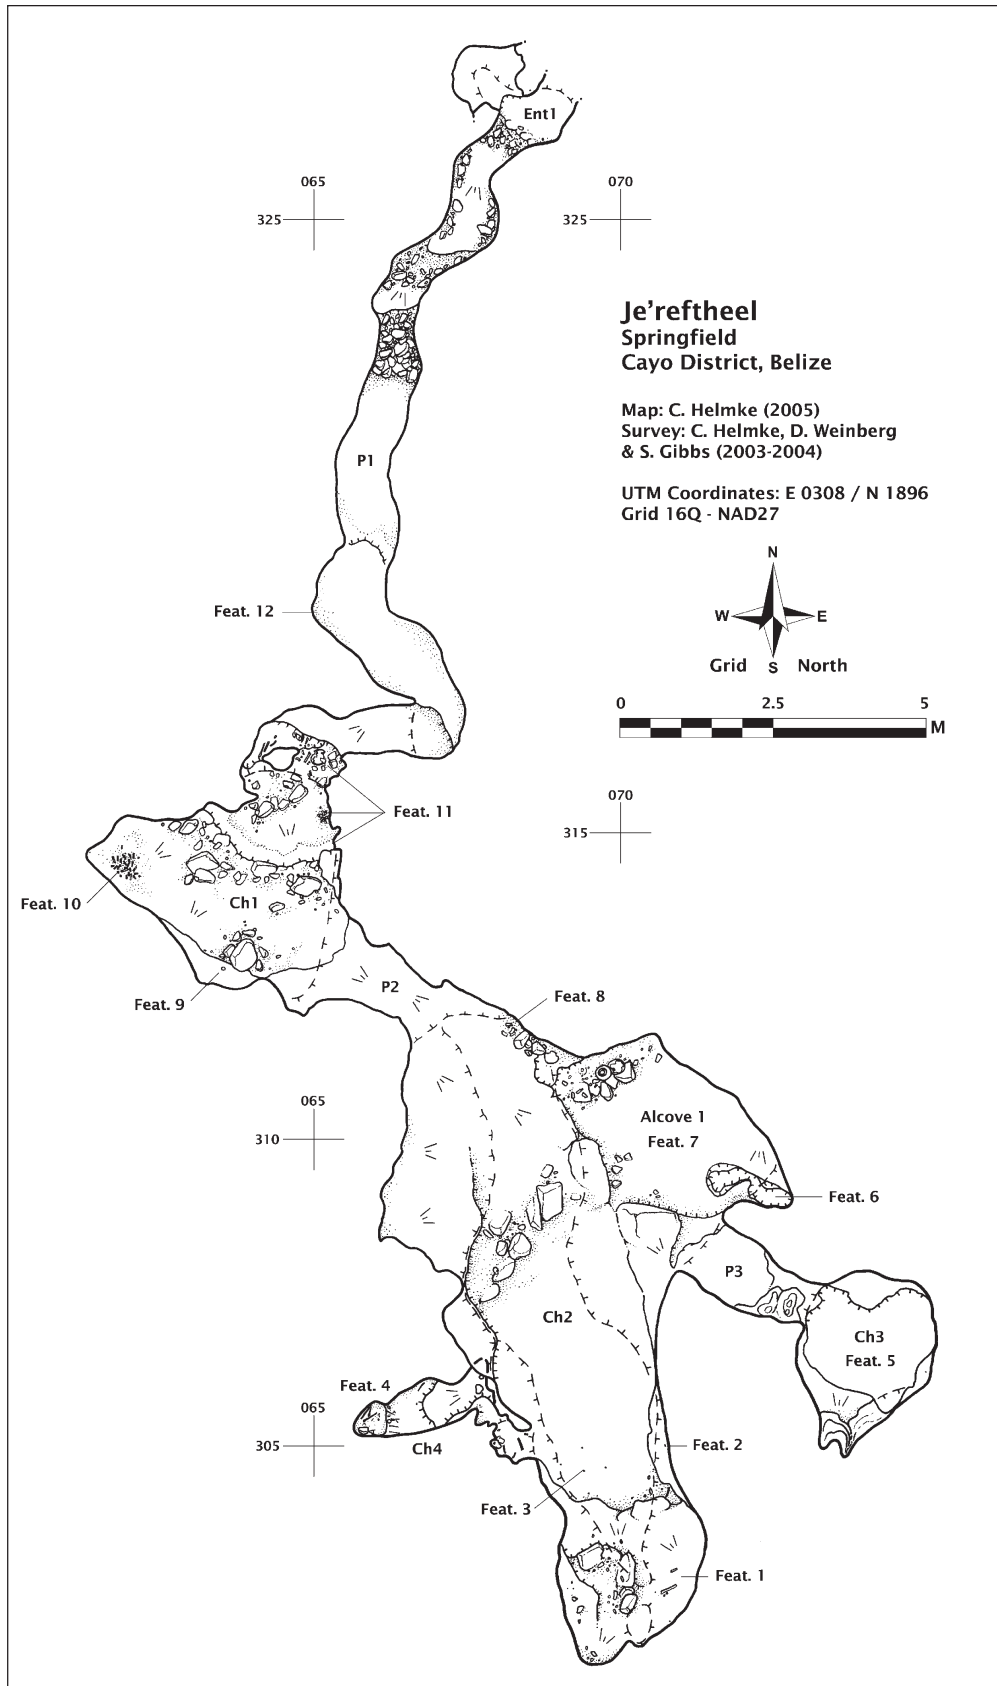 Ent1
065
070
325
325
Je'reftheel
Springfield
Cayo District, Belize
Map: C. Helmke (2005)
Survey: C. Helmke, D. Weinberg
& S. Gibbs (2003-2004)
P1
UTM Coordinates: E 0308 / N 1896
Grid 16Q - NAD27
N
Feat. 12
W
E
Grid
S
North
0
2.5
5
M
070
Feat. 11
315
Feat. 10
Ch1
P2
Feat. 9
Feat. 8
065
Alcove 1
310
Feat. 7
Feat. 6
P3
Ch2
Ch3
Feat. 5
Feat. 4
065
305
Ch4
Feat. 2
Feat. 3
Feat. 1